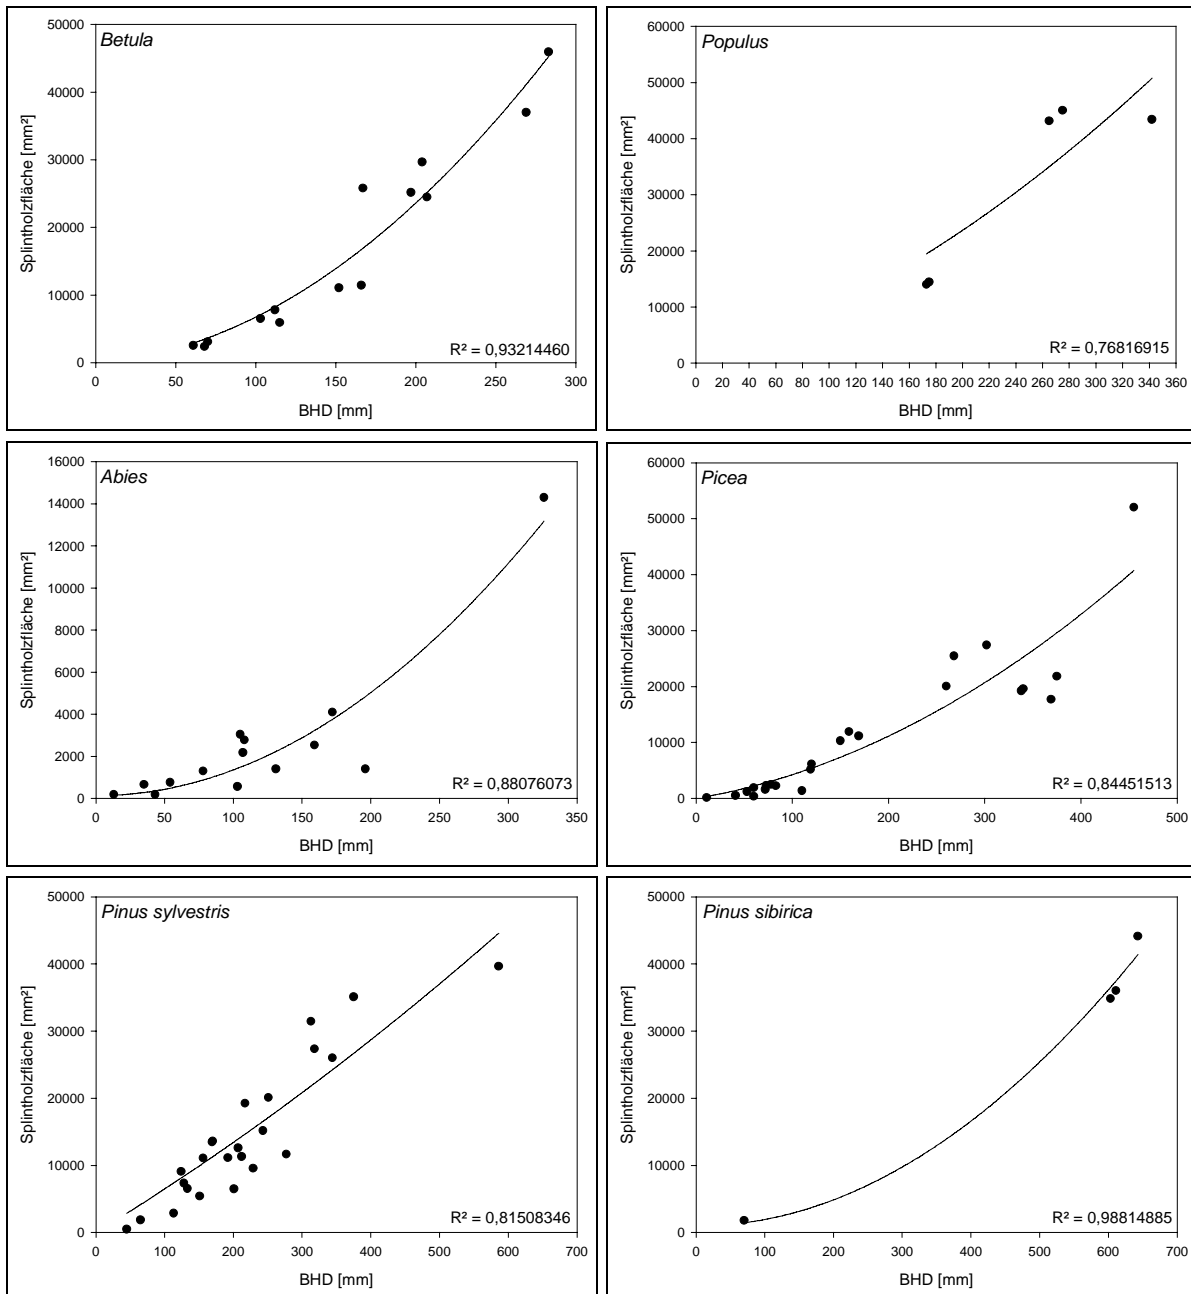 Betula
Splintholzfläche [mm²]
50000
40000
30000
20000
10000
0
0 50 100 150 200 250 300
BHD [mm]
R² = 0,93214460
Populus
Splintholzfläche [mm²]
60000
50000
40000
30000
20000
10000
0
0 20 40 60 80 100 120 140 160 180 200 220 240 260 280 300 320 340 360
BHD [mm]
R² = 0,76816915
Abies
Splintholzfläche [mm²]
16000
14000
12000
10000
8000
6000
4000
2000
0
0 50 100 150 200 250 300 350
BHD [mm]
R² = 0,88076073
Picea
Splintholzfläche [mm²]
60000
50000
40000
30000
20000
10000
0
0 100 200 300 400 500
BHD [mm]
R² = 0,84451513
Pinus sylvestris
Splintholzfläche [mm²]
50000
40000
30000
20000
10000
0
0 100 200 300 400 500 600 700
BHD [mm]
R² = 0,81508346
Pinus sibirica
Splintholzfläche [mm²]
50000
40000
30000
20000
10000
0
0 100 200 300 400 500 600 700
BHD [mm]
R² = 0,98814885